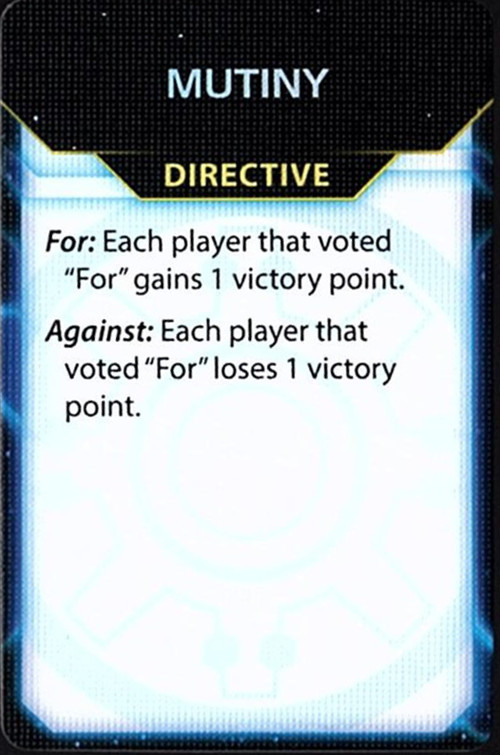 MUTINY
DIRECTIVE
For: Each player that voted
“For” gains 1 victory point.
Against: Each player that
voted “For” loses 1 victory
point.